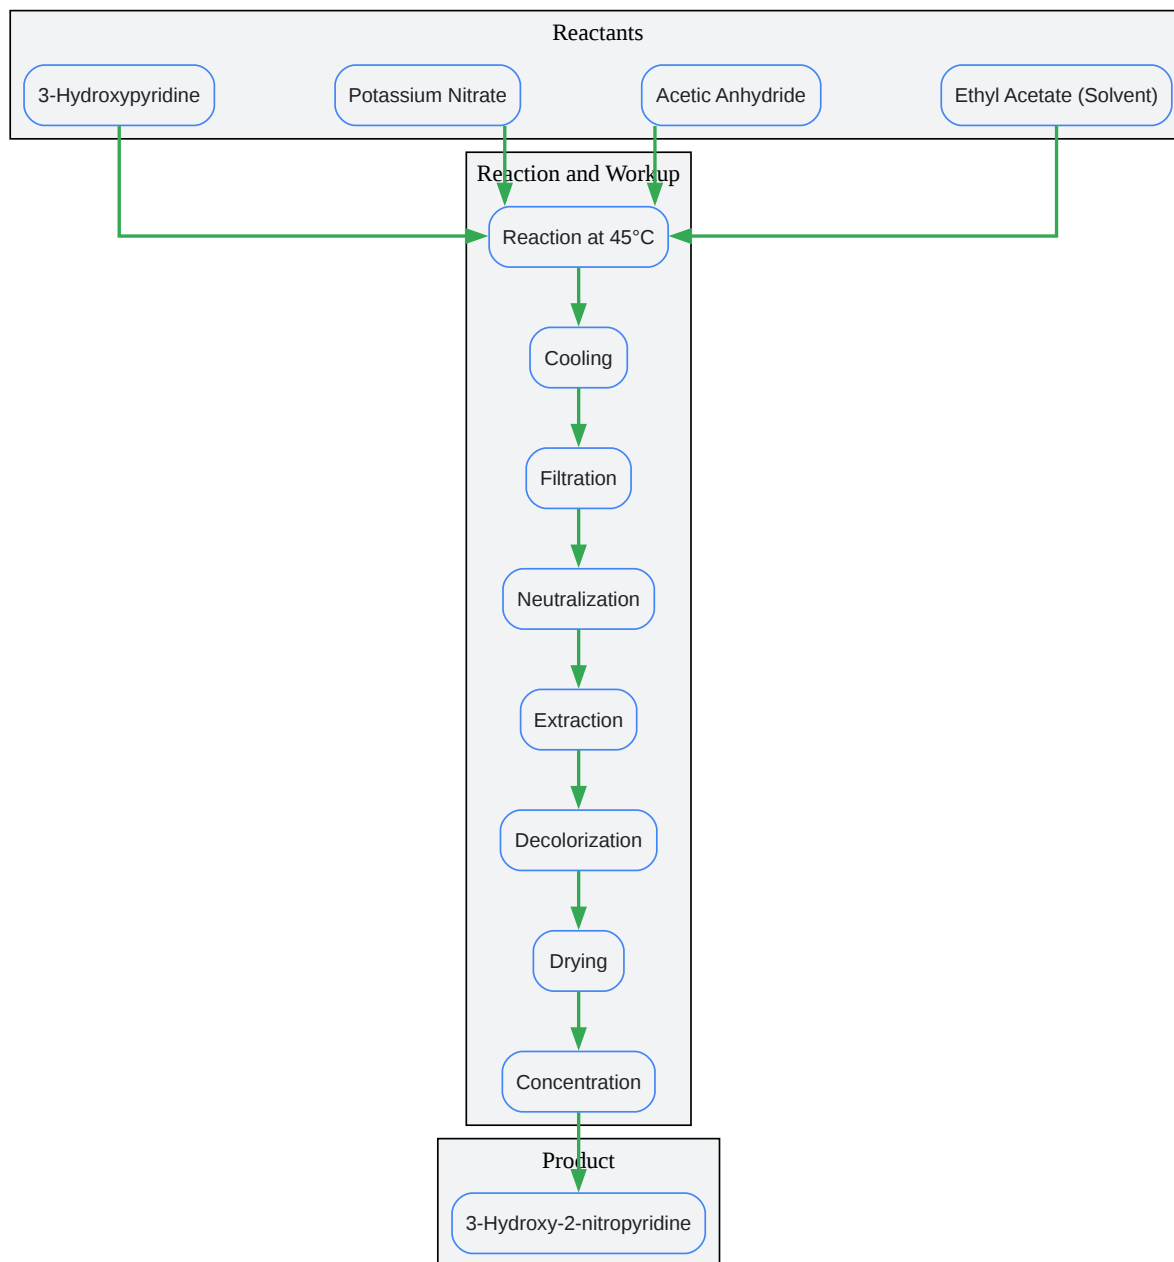 Reactants
3-Hydroxypyridine
Potassium Nitrate
Acetic Anhydride
Ethyl Acetate (Solvent)
Reaction and Workup
Reaction at 45°C
Cooling
Filtration
Neutralization
Extraction
Decolorization
Drying
Concentration
Product
3-Hydroxy-2-nitropyridine